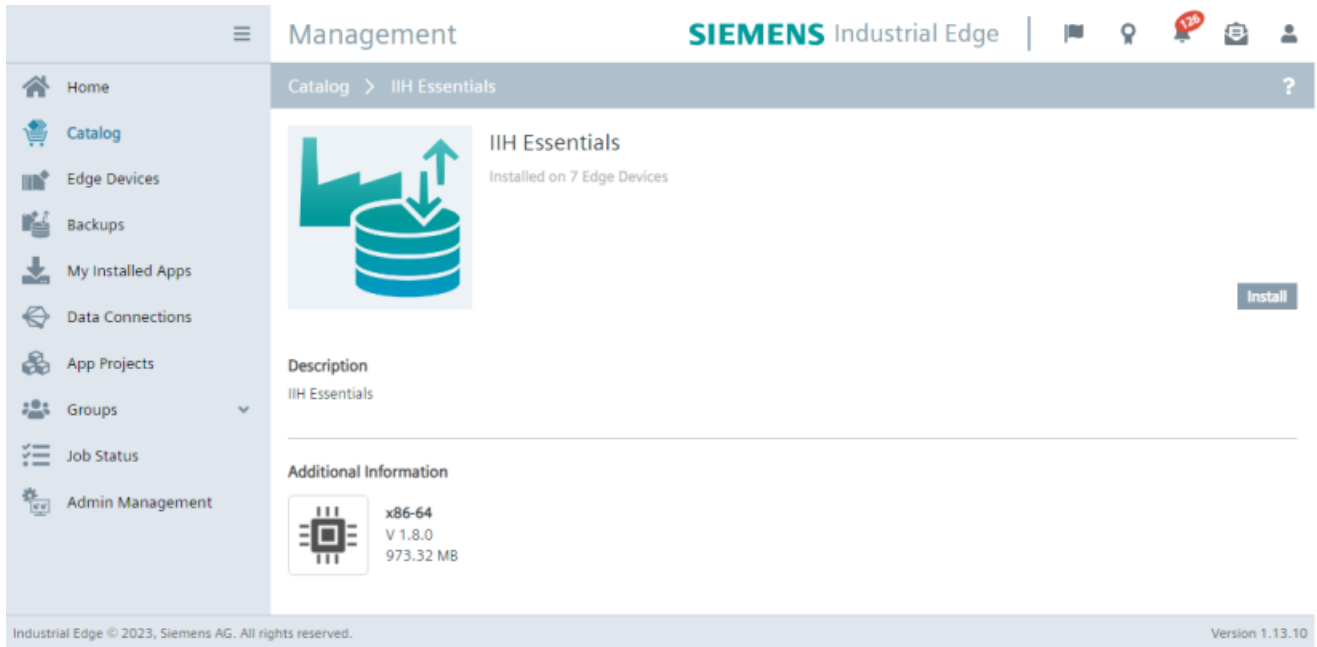 Management
SIEMENS Industrial Edge
126
Home
Catalog
Edge Devices
Backups
My Installed Apps
Data Connections
App Projects
Groups
Job Status
Admin Management
Catalog > IIH Essentials ?
IIH Essentials
Installed on 7 Edge Devices
Install
Description
IIH Essentials
Additional Information
x86-64
V 1.8.0
973.32 MB
Industrial Edge © 2023, Siemens AG. All rights reserved.
Version 1.13.10